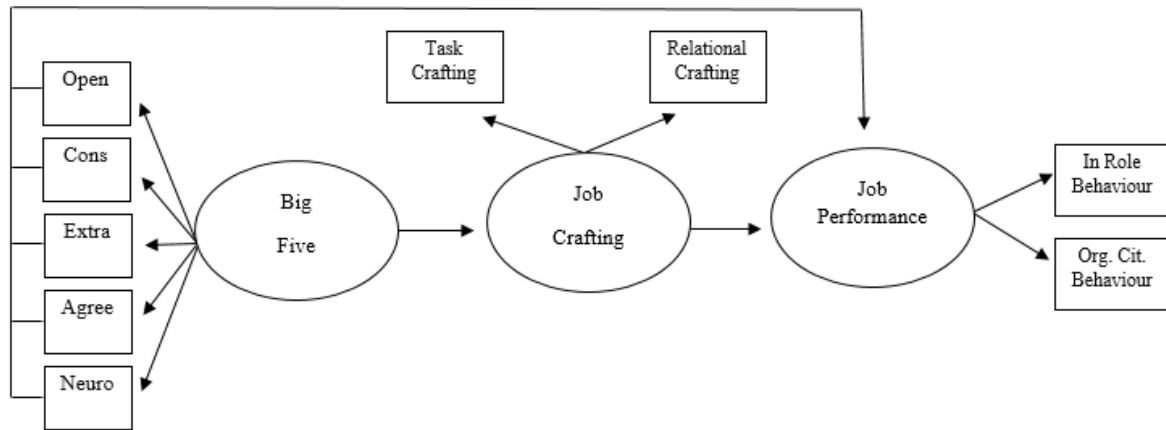 Open
Cons
Extra
Agree
Neuro
Big
Five
Task
Crafting
Relational
Crafting
Job
Crafting
Job
Performance
In Role
Behaviour
Org. Cit.
Behaviour